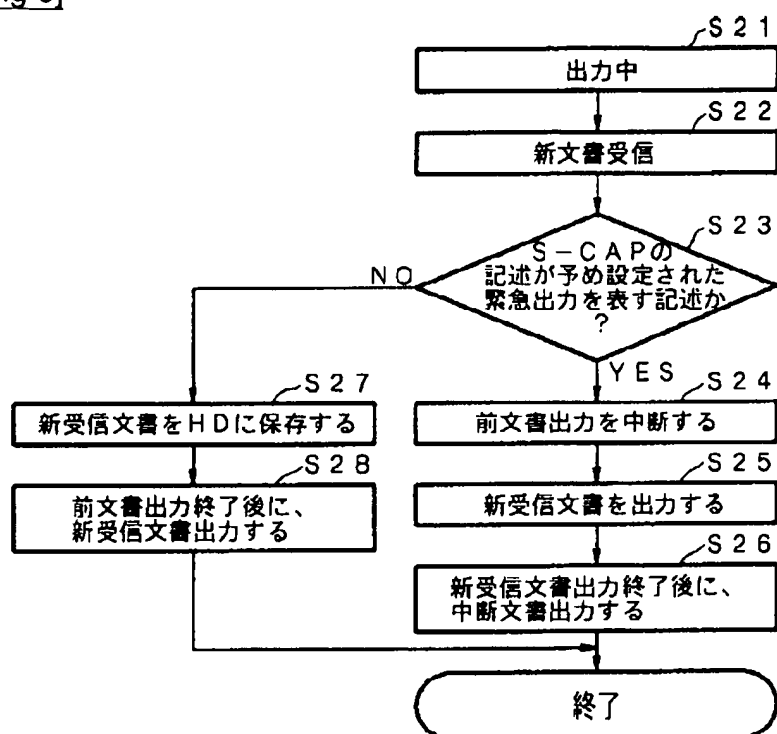 S21
出力中
S22
新文書受信
S23
S−CAPの
記述が予め設定された
緊急出力を表す記述か
?
NO
YES
S24
前文書出力を中断する
S25
新受信文書を出力する
S26
新受信文書出力終了後に、
中断文書出力する
S27
新受信文書をHDに保存する
S28
前文書出力終了後に、
新受信文書出力する
終了